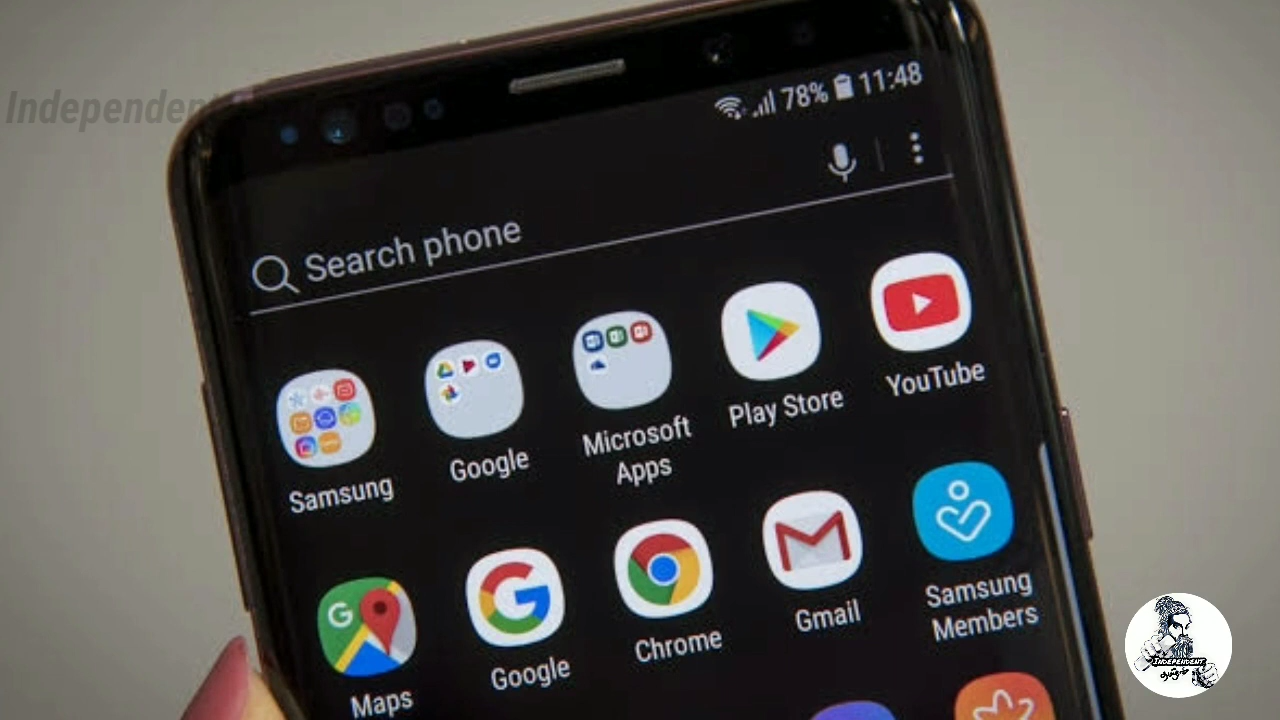 Independent
78% 11:48
Search phone
Samsung
Google
Microsoft
Apps
Play Store
YouTube
Maps
Google
Chrome
Gmail
Samsung
Members
INDEPENDENT